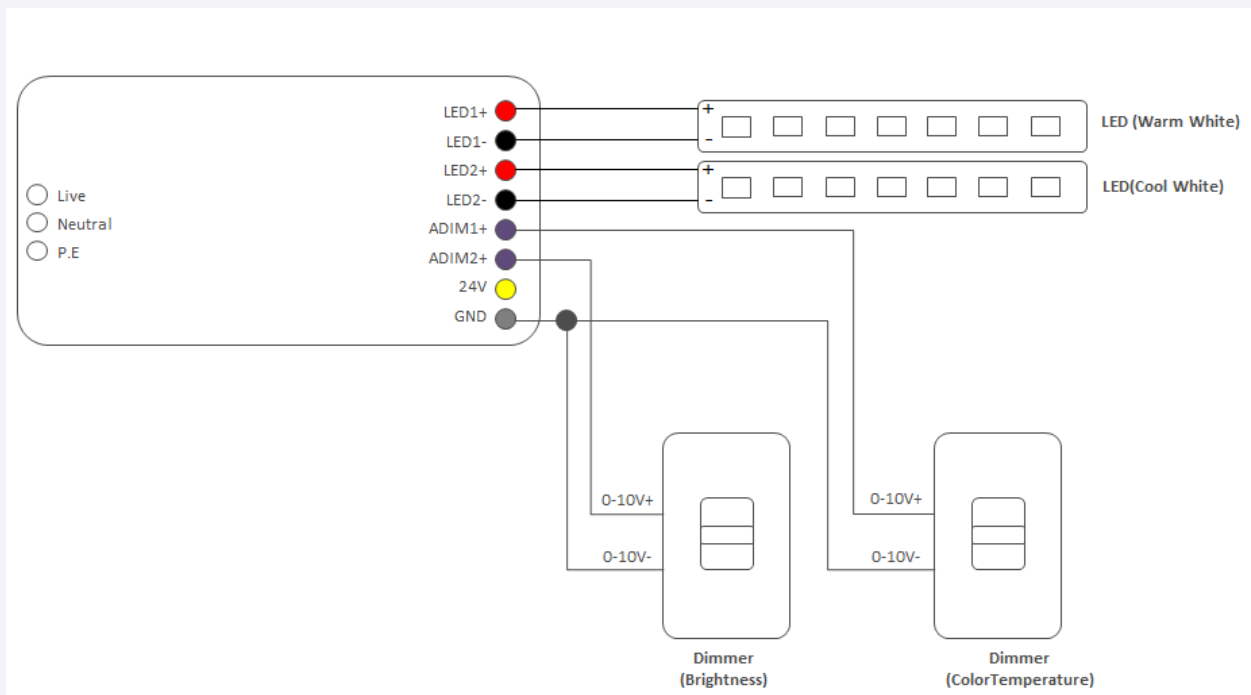 LED1+
LED1-
LED2+
LED2-
ADIM1+
ADIM2+
24V
GND
Live
Neutral
P.E
+
-
LED (Warm White)
+
-
LED(Cool White)
0-10V+
0-10V-
Dimmer
(Brightness)
0-10V+
0-10V-
Dimmer
(ColorTemperature)